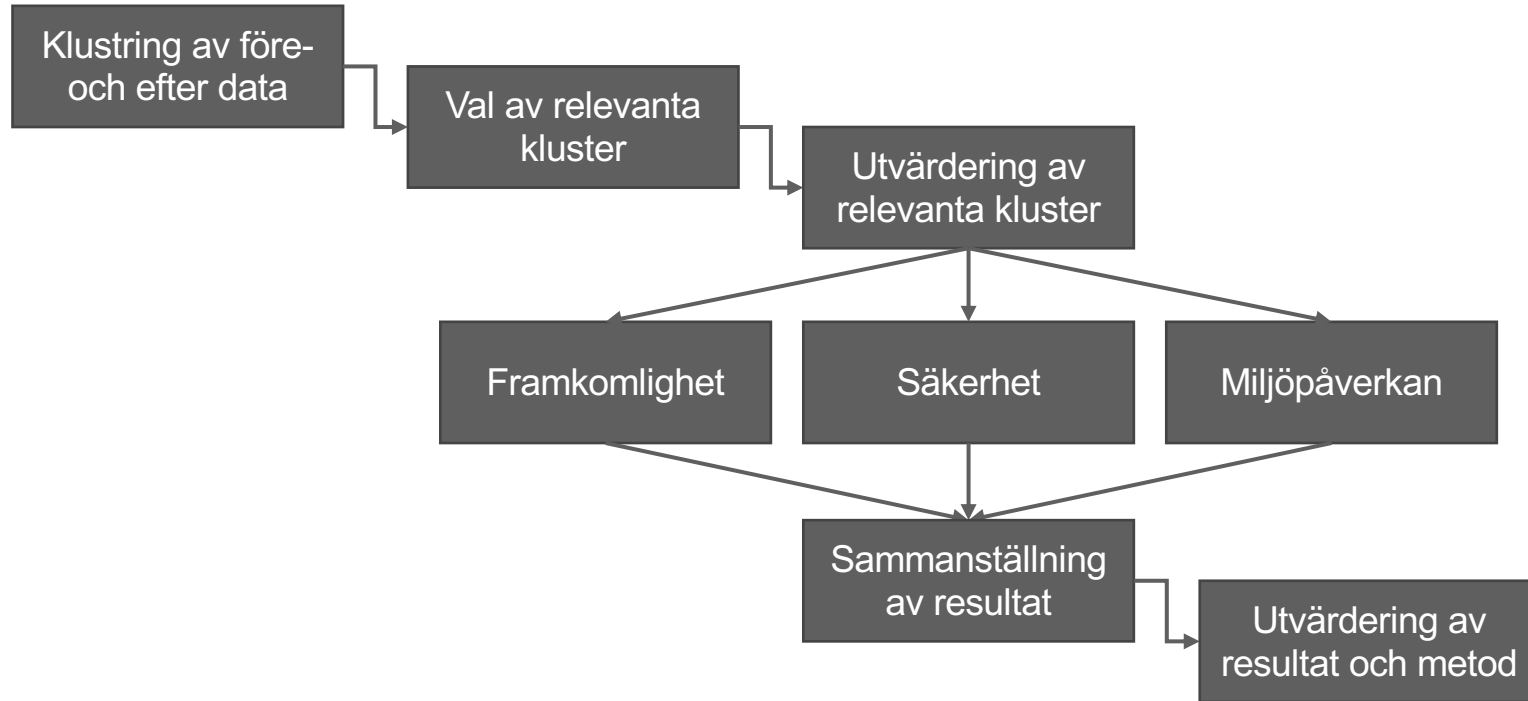 Klustring av före-
och efter data
Val av relevanta
kluster
Utvärdering av
relevanta kluster
Framkomlighet
Säkerhet
Miljöpåverkan
Sammanställning
av resultat
Utvärdering av
resultat och metod